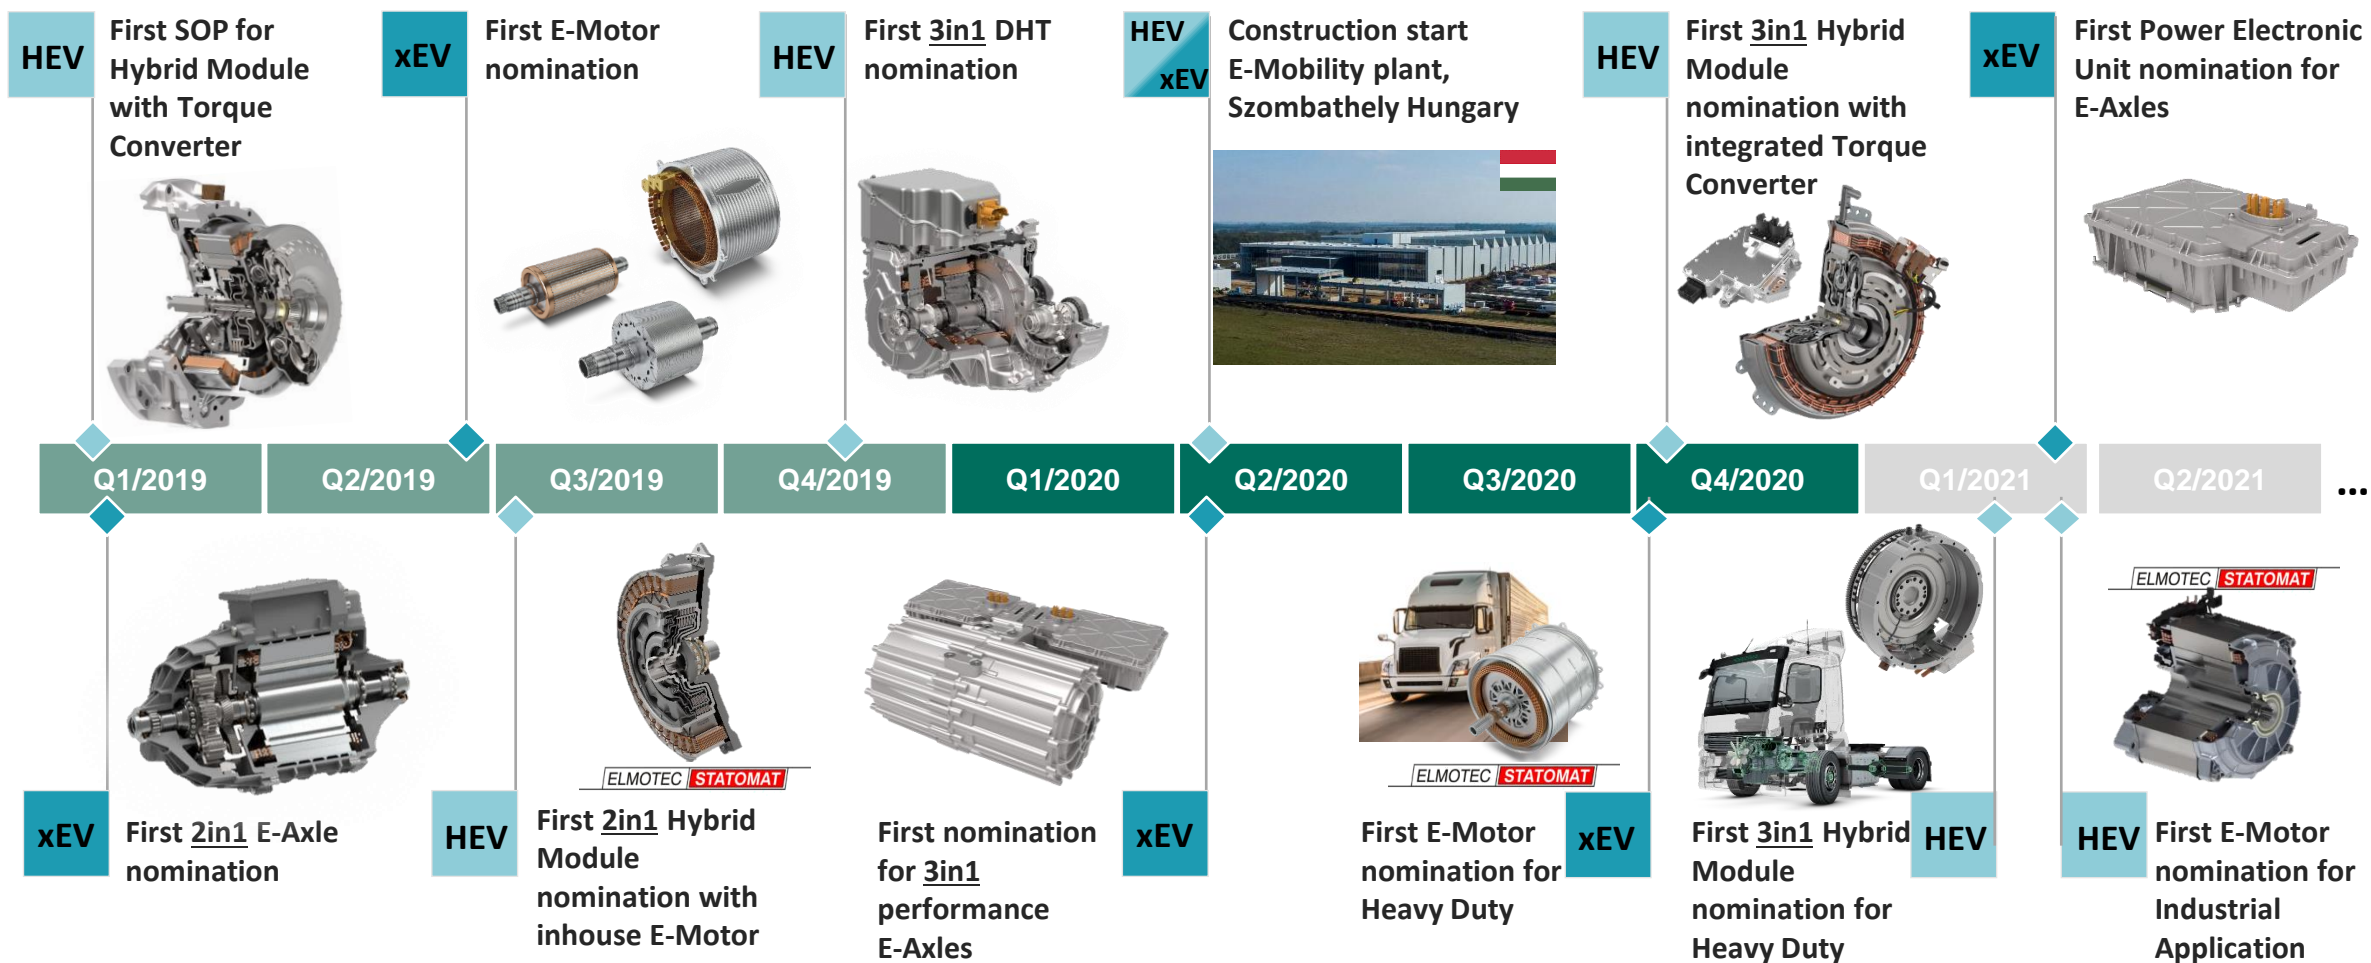 HEV
First SOP for
Hybrid Module
with Torque
Converter
xEV
First E-Motor
nomination
HEV
First 3in1 DHT
nomination
HEV
xEV
Construction start
E-Mobility plant,
Szombathely Hungary
HEV
First 3in1 Hybrid
Module
nomination with
integrated Torque
Converter
xEV
First Power Electronic
Unit nomination for
E-Axles
Q1/2019
Q2/2019
Q3/2019
Q4/2019
Q1/2020
Q2/2020
Q3/2020
Q4/2020
Q1/2021
Q2/2021
...
xEV
First 2in1 E-Axle
nomination
ELMOTEC STATOMAT
HEV
First 2in1 Hybrid
Module
nomination with
inhouse E-Motor
First nomination
for 3in1
performance
E-Axles
xEV
ELMOTEC STATOMAT
First E-Motor
nomination for
Heavy Duty
xEV
First 3in1 Hybrid
Module
nomination for
Heavy Duty
HEV
ELMOTEC STATOMAT
HEV
First E-Motor
nomination for
Industrial
Application